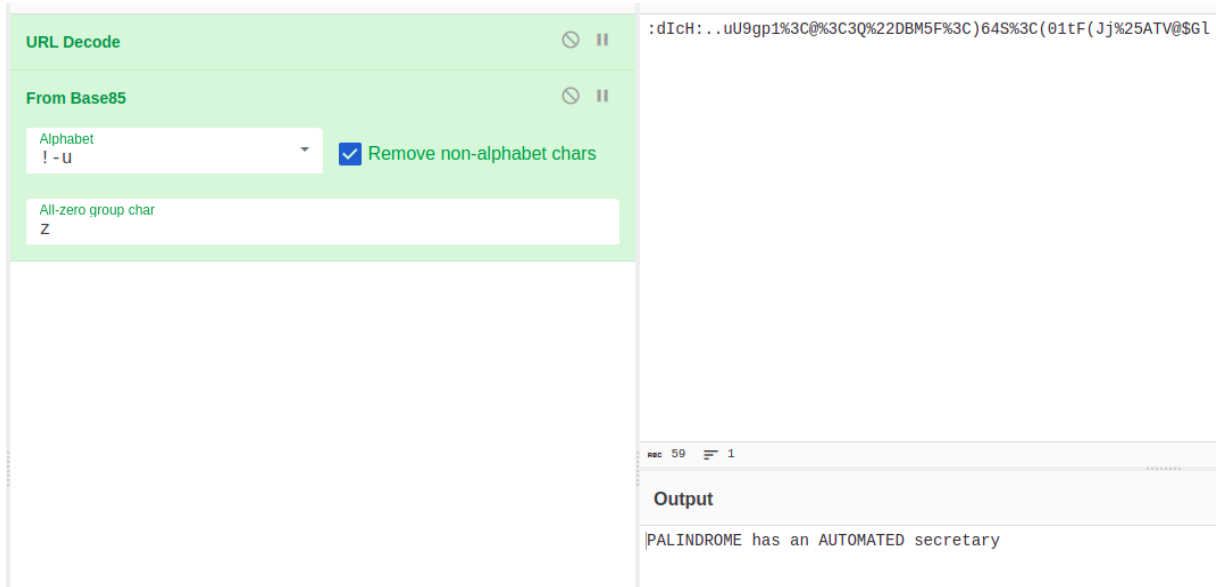 URL Decode
From Base85
Alphabet
!-u
Remove non-alphabet chars
All-zero group char
z
:dIcH:..uU9gp1%3C@%3C3Q%22DBM5F%3C)64S%3C(01tF(Jj%25ATV@$Gl
ABC 59 1
Output
PALINDROME has an AUTOMATED secretary